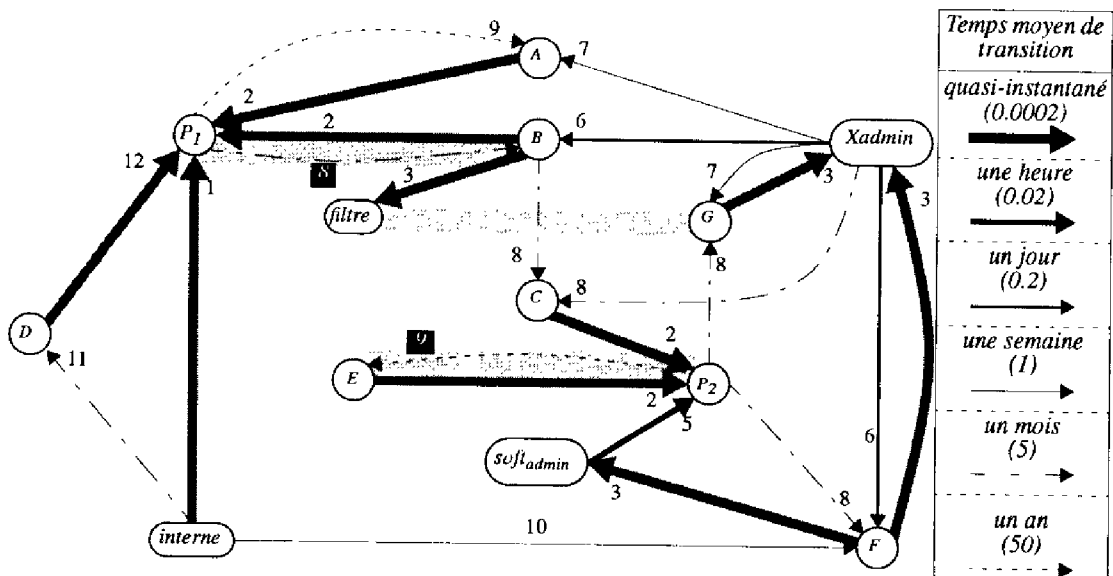 9
A
7
2
P1
2
B
6
Xadmin
12
8
3
1
filtre
7
3
3
G
8
8
8
C
D
11
9
2
E
P2
2
5
softadmin
6
3
8
10
interne
F
Temps moyen de
transition
quasi-instantané
(0.0002)
une heure
(0.02)
un jour
(0.2)
une semaine
(1)
un mois
(5)
un an
(50)